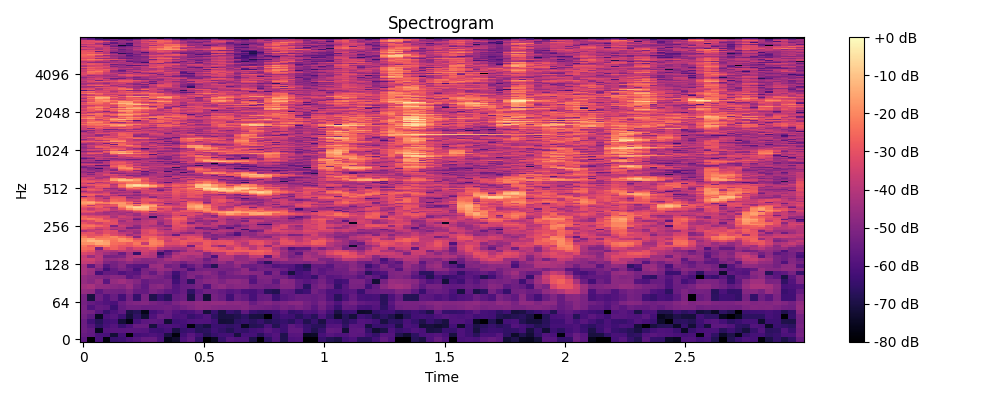 Spectrogram
Hz
4096
2048
1024
512
256
128
64
0
0
0.5
1
1.5
2
2.5
Time
+0 dB
-10 dB
-20 dB
-30 dB
-40 dB
-50 dB
-60 dB
-70 dB
-80 dB